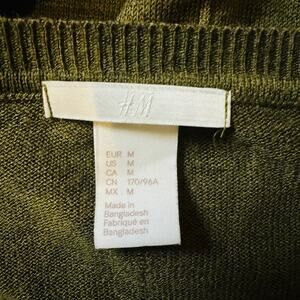 H&M
EUR M
US M
CA M
CN 170/96A
MX M
Made in
Bangladesh
Fabriqué en
Bangladesh